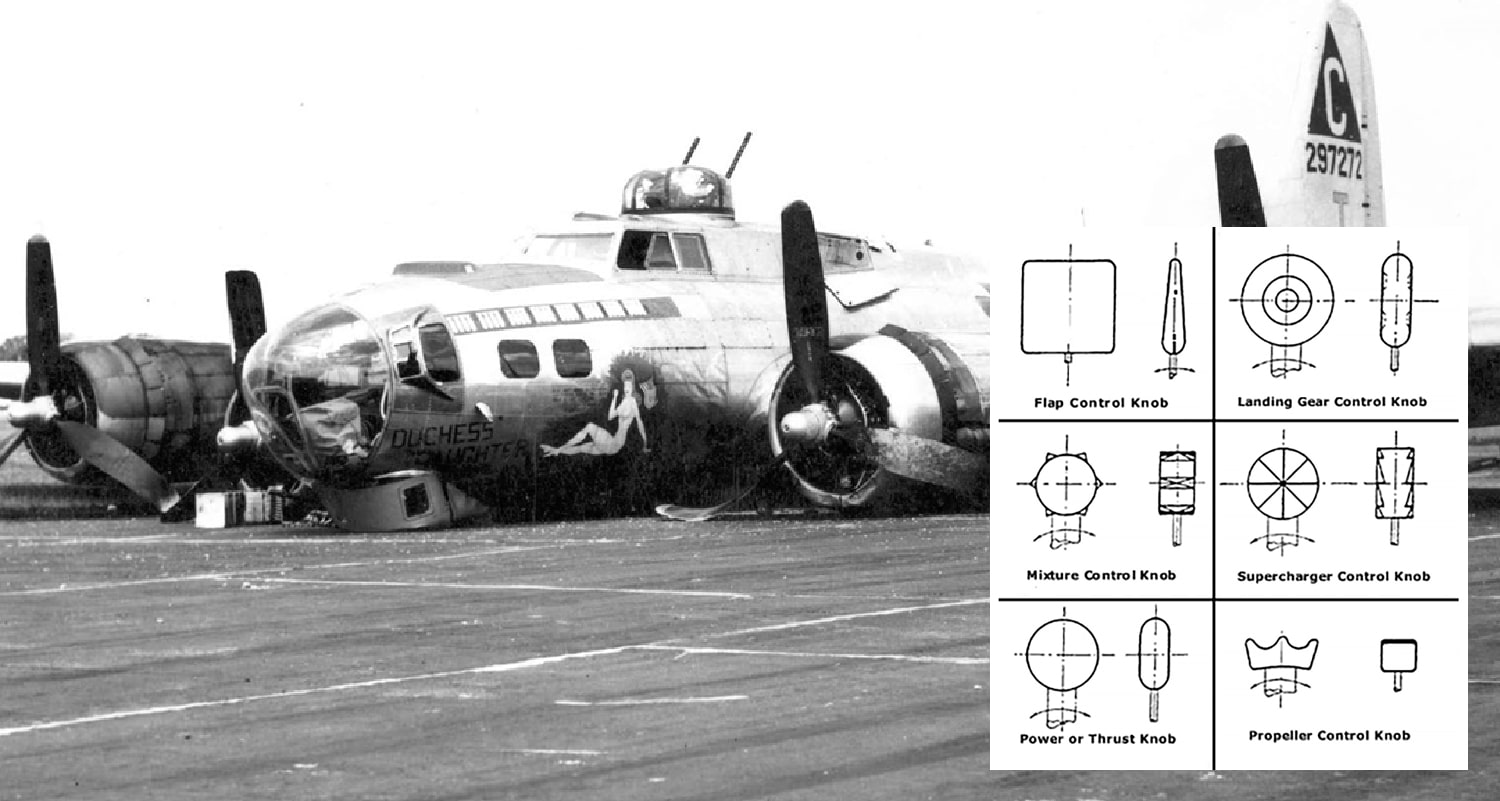 C
297272
DUCHESS
DAUGHTER
Flap Control Knob
Landing Gear Control Knob
Mixture Control Knob
Supercharger Control Knob
Power or Thrust Knob
Propeller Control Knob